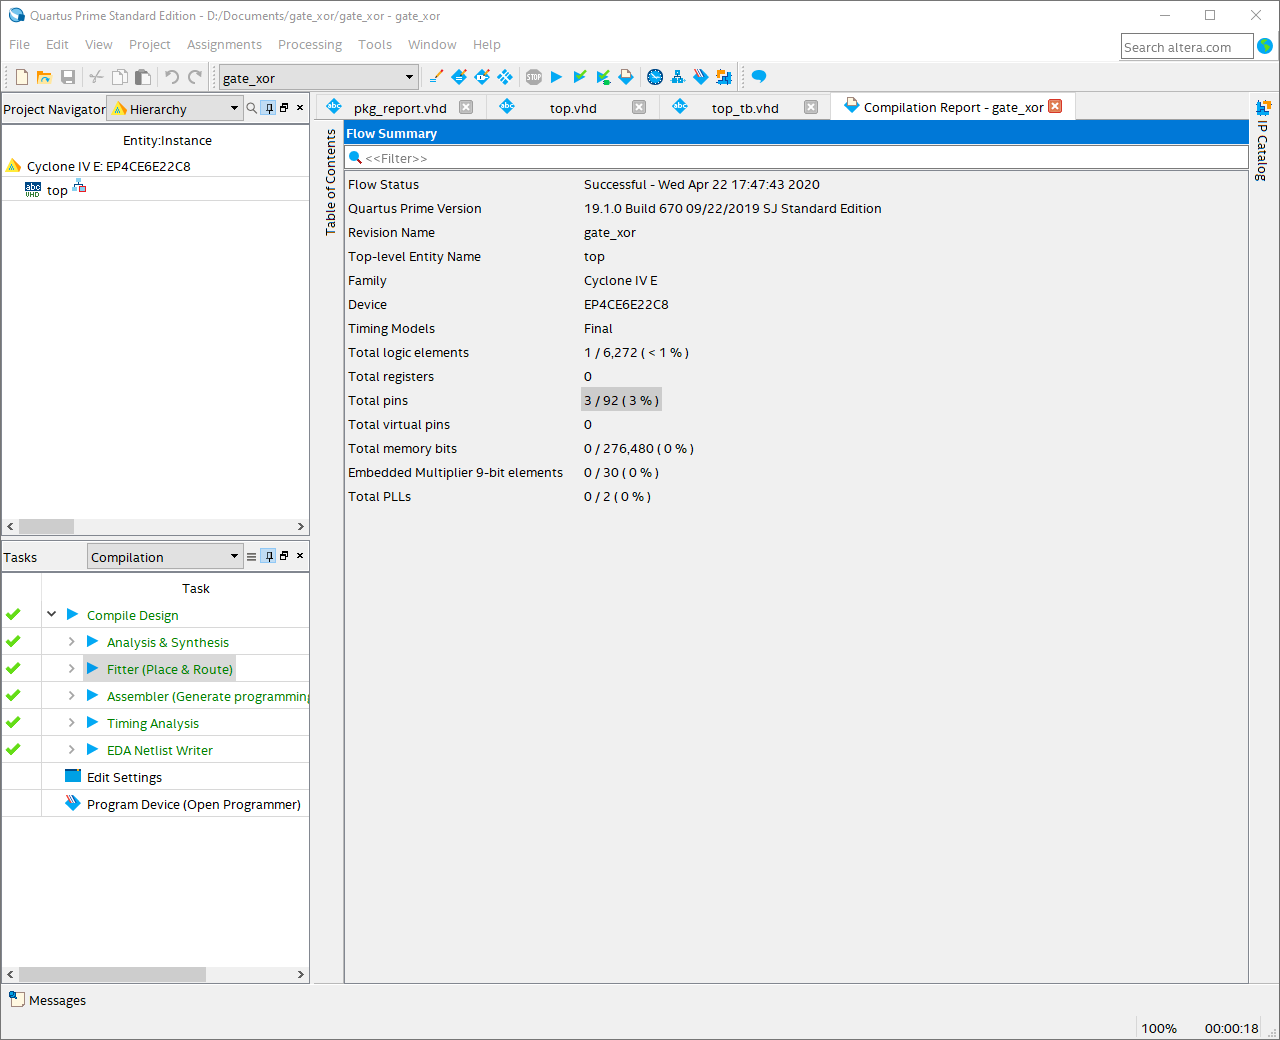 Quartus Prime Standard Edition - D:/Documents/gate_xor/gate_xor - gate_xor
File Edit View Project Assignments Processing Tools Window Help
Search altera.com
gate_xor
STOP
Project Navigator Hierarchy
Entity:Instance
Cyclone IV E: EP4CE6E22C8
abc VHD top
abc pkg_report.vhd abc top.vhd abc top_tb.vhd Compilation Report - gate_xor
Table of Contents
IP Catalog
Flow Summary
<<Filter>>
Flow Status Successful - Wed Apr 22 17:47:43 2020
Quartus Prime Version 19.1.0 Build 670 09/22/2019 SJ Standard Edition
Revision Name gate_xor
Top-level Entity Name top
Family Cyclone IV E
Device EP4CE6E22C8
Timing Models Final
Total logic elements 1 / 6,272 ( < 1 % )
Total registers 0
Total pins 3 / 92 ( 3 % )
Total virtual pins 0
Total memory bits 0 / 276,480 ( 0 % )
Embedded Multiplier 9-bit elements 0 / 30 ( 0 % )
Total PLLs 0 / 2 ( 0 % )
Tasks Compilation
Task
Compile Design
Analysis & Synthesis
Fitter (Place & Route)
Assembler (Generate programming
Timing Analysis
EDA Netlist Writer
Edit Settings
Program Device (Open Programmer)
Messages
100% 00:00:18